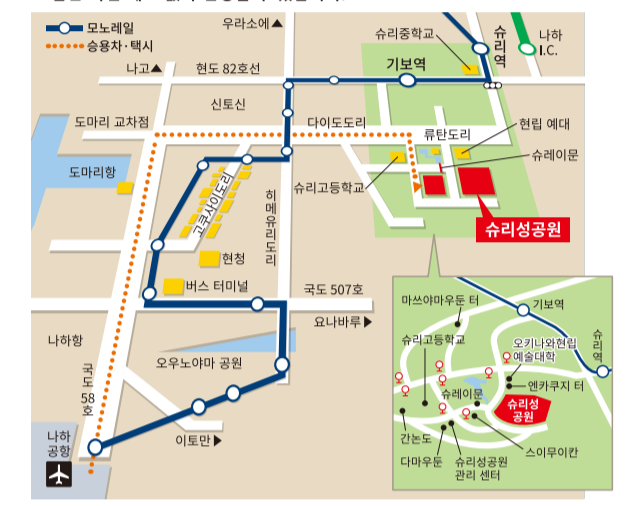 모노레일
승용차·택시
우라소에▲
나고▲
현도 82호선
슈리중학교
기보역
슈리역
나하
I.C.
신토신
도마리 교차점
다이도도리
류탄도리
현립 예대
슈레이문
도마리항
고쿠사이도리
히메유리도리
슈리고등학교
슈리성공원
현청
버스 터미널
국도 507호
요나바루▶
나하항
국도 58호
오우노야마 공원
이토만▶
나하
공항
마쓰야마우둔 터
기보역
슈리역
슈리고등학교
오키나와현립
예술대학
엔카쿠지 터
슈레이문
슈리성
공원
간논도
다마우둔
슈리성공원
관리 센터
스이무이칸